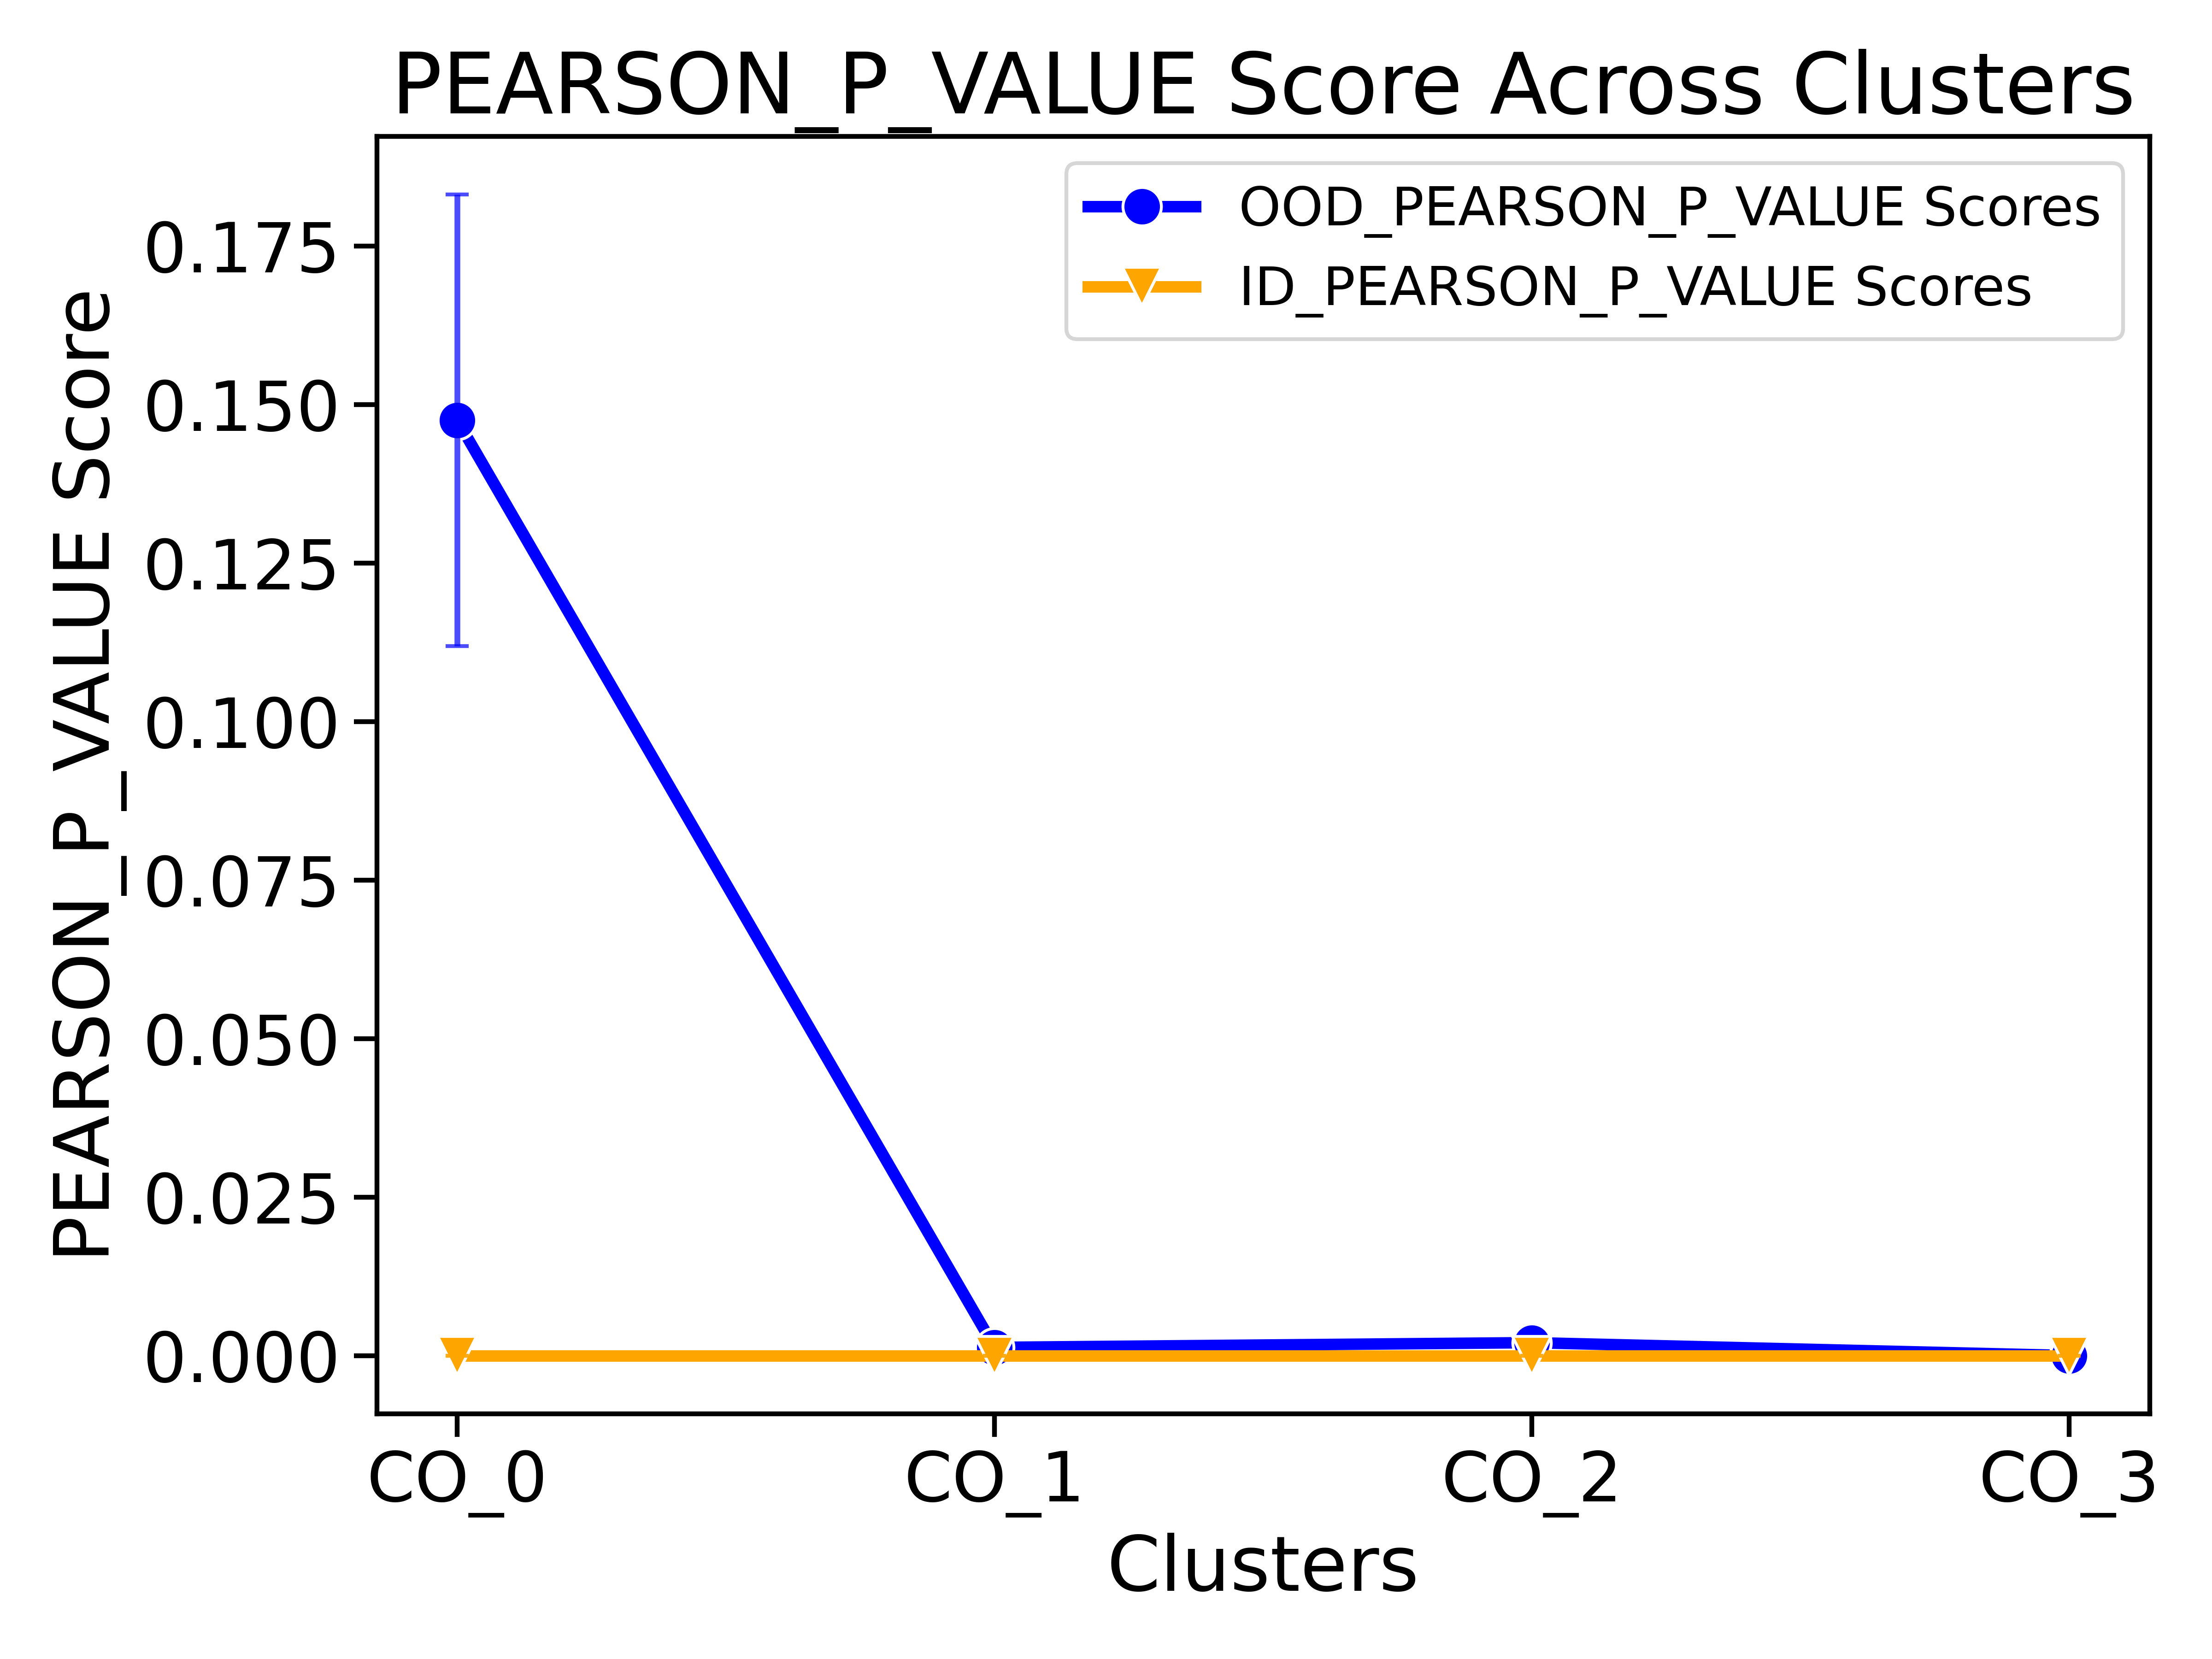 PEARSON_P_VALUE Score Across Clusters
OOD_PEARSON_P_VALUE Scores
ID_PEARSON_P_VALUE Scores
PEARSON_P_VALUE Score
0.175
0.150
0.125
0.100
0.075
0.050
0.025
0.000
CO_0
CO_1
CO_2
CO_3
Clusters